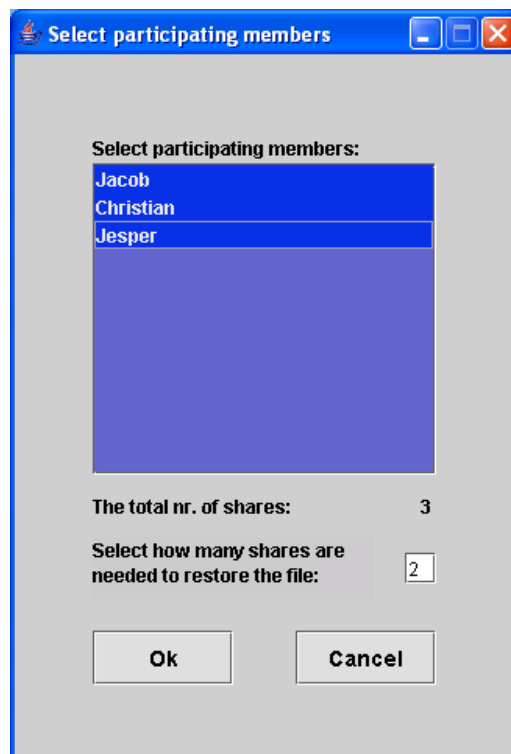 Select participating members
Select participating members:
Jacob
Christian
Jesper
The total nr. of shares: 3
Select how many shares are
needed to restore the file: 2
Ok Cancel